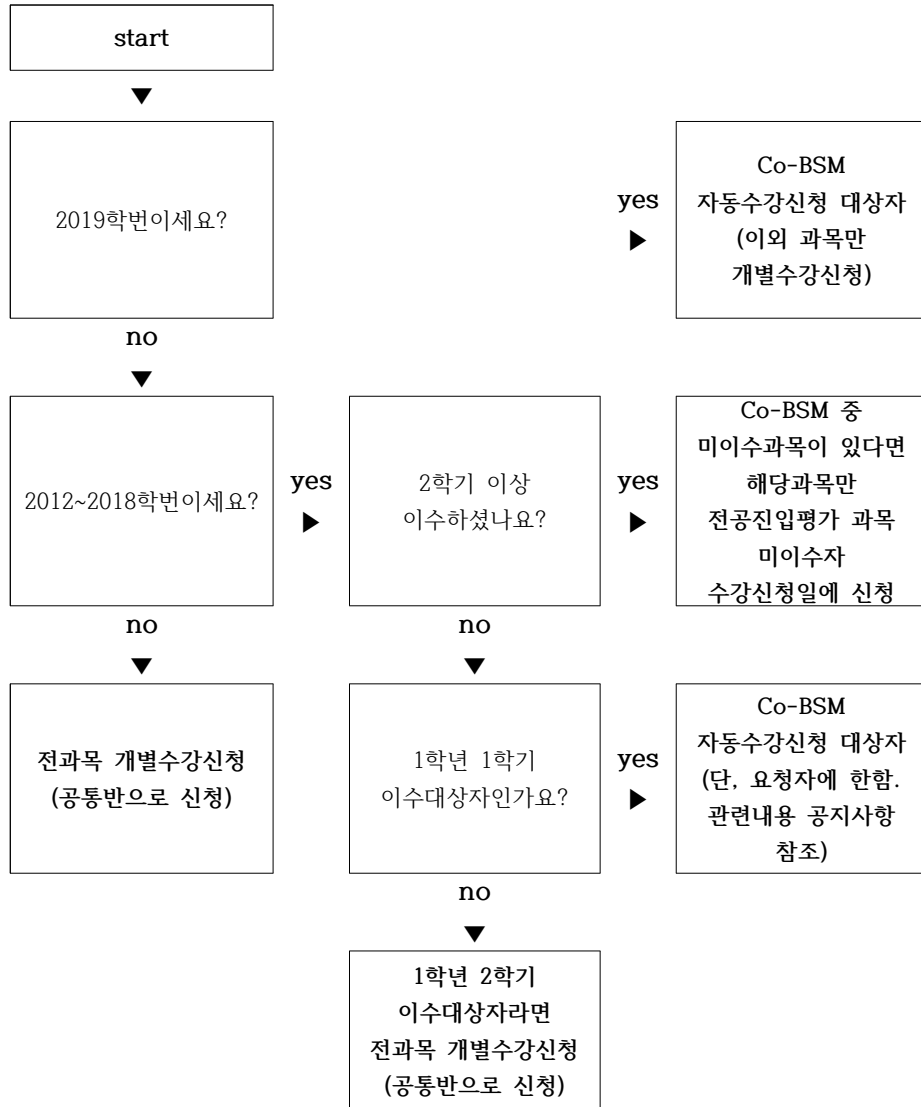 start
▼
2019학번이세요?
yes
▶
Co-BSM
자동수강신청 대상자
(이외 과목만
개별수강신청)
no
▼
2012~2018학번이세요?
yes
▶
2학기 이상
이수하셨나요?
yes
▶
Co-BSM 중
미이수과목이 있다면
해당과목만
전공진입평가 과목
미이수자
수강신청일에 신청
no
▼
no
▼
전과목 개별수강신청
(공통반으로 신청)
1학년 1학기
이수대상자인가요?
yes
▶
Co-BSM
자동수강신청 대상자
(단, 요청자에 한함.
관련내용 공지사항
참조)
no
▼
1학년 2학기
이수대상자라면
전과목 개별수강신청
(공통반으로 신청)